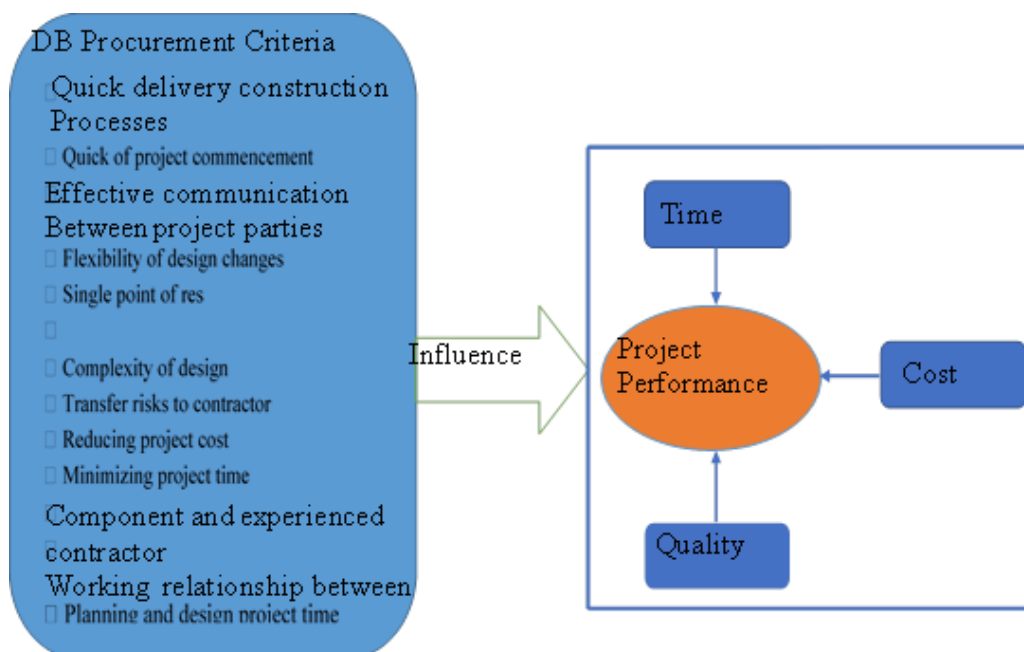 DB Procurement Criteria
Quick delivery construction
Processes
Quick of project commencement
Effective communication
Between project parties
Flexibility of design changes
Single point of res
Complexity of design
Transfer risks to contractor
Reducing project cost
Minimizing project time
Component and experienced
contractor
Working relationship between
Planning and design project time
Influence
Time
Project
Performance
Cost
Quality